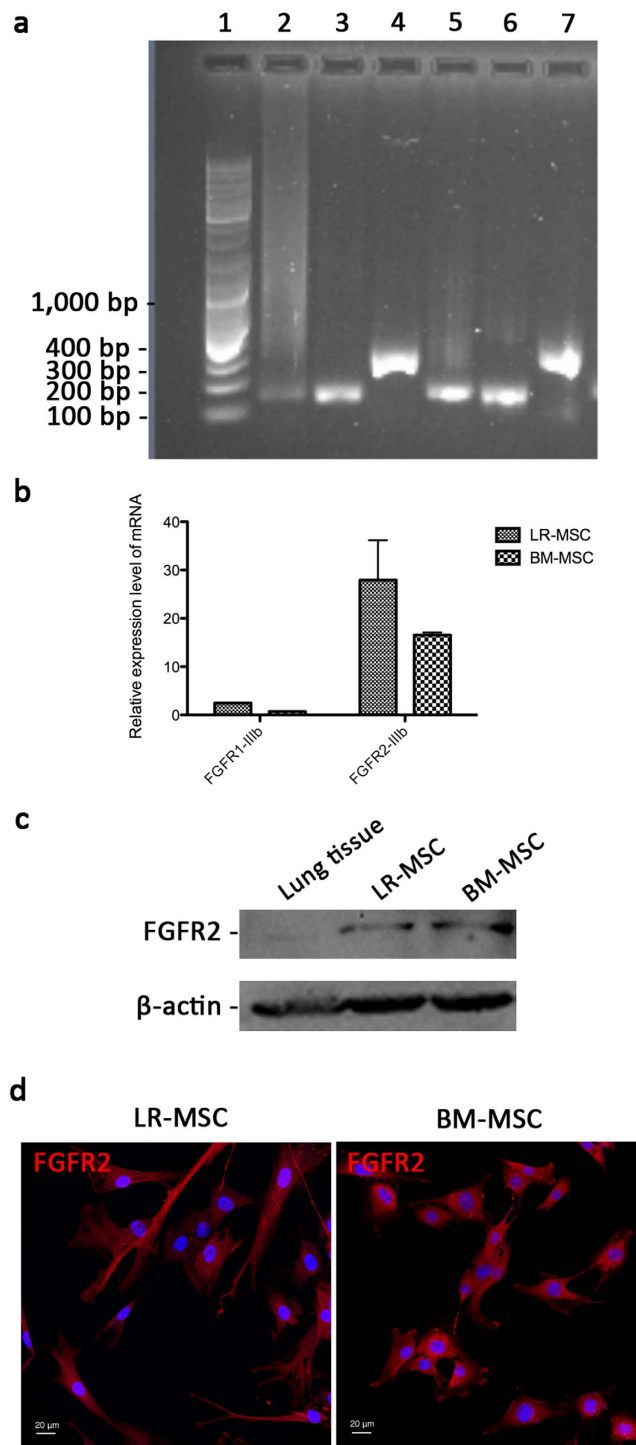 a
1 2 3 4 5 6 7
1,000 bp -
400 bp -
300 bp -
200 bp -
100 bp -
b
Relative expression level of mRNA
40
30
20
10
0
FGFR1-IIIb
FGFR2-IIIb
LR-MSC
BM-MSC
c
Lung tissue LR-MSC BM-MSC
FGFR2 -
β-actin -
d
LR-MSC BM-MSC
FGFR2 FGFR2
20 µm 20 µm